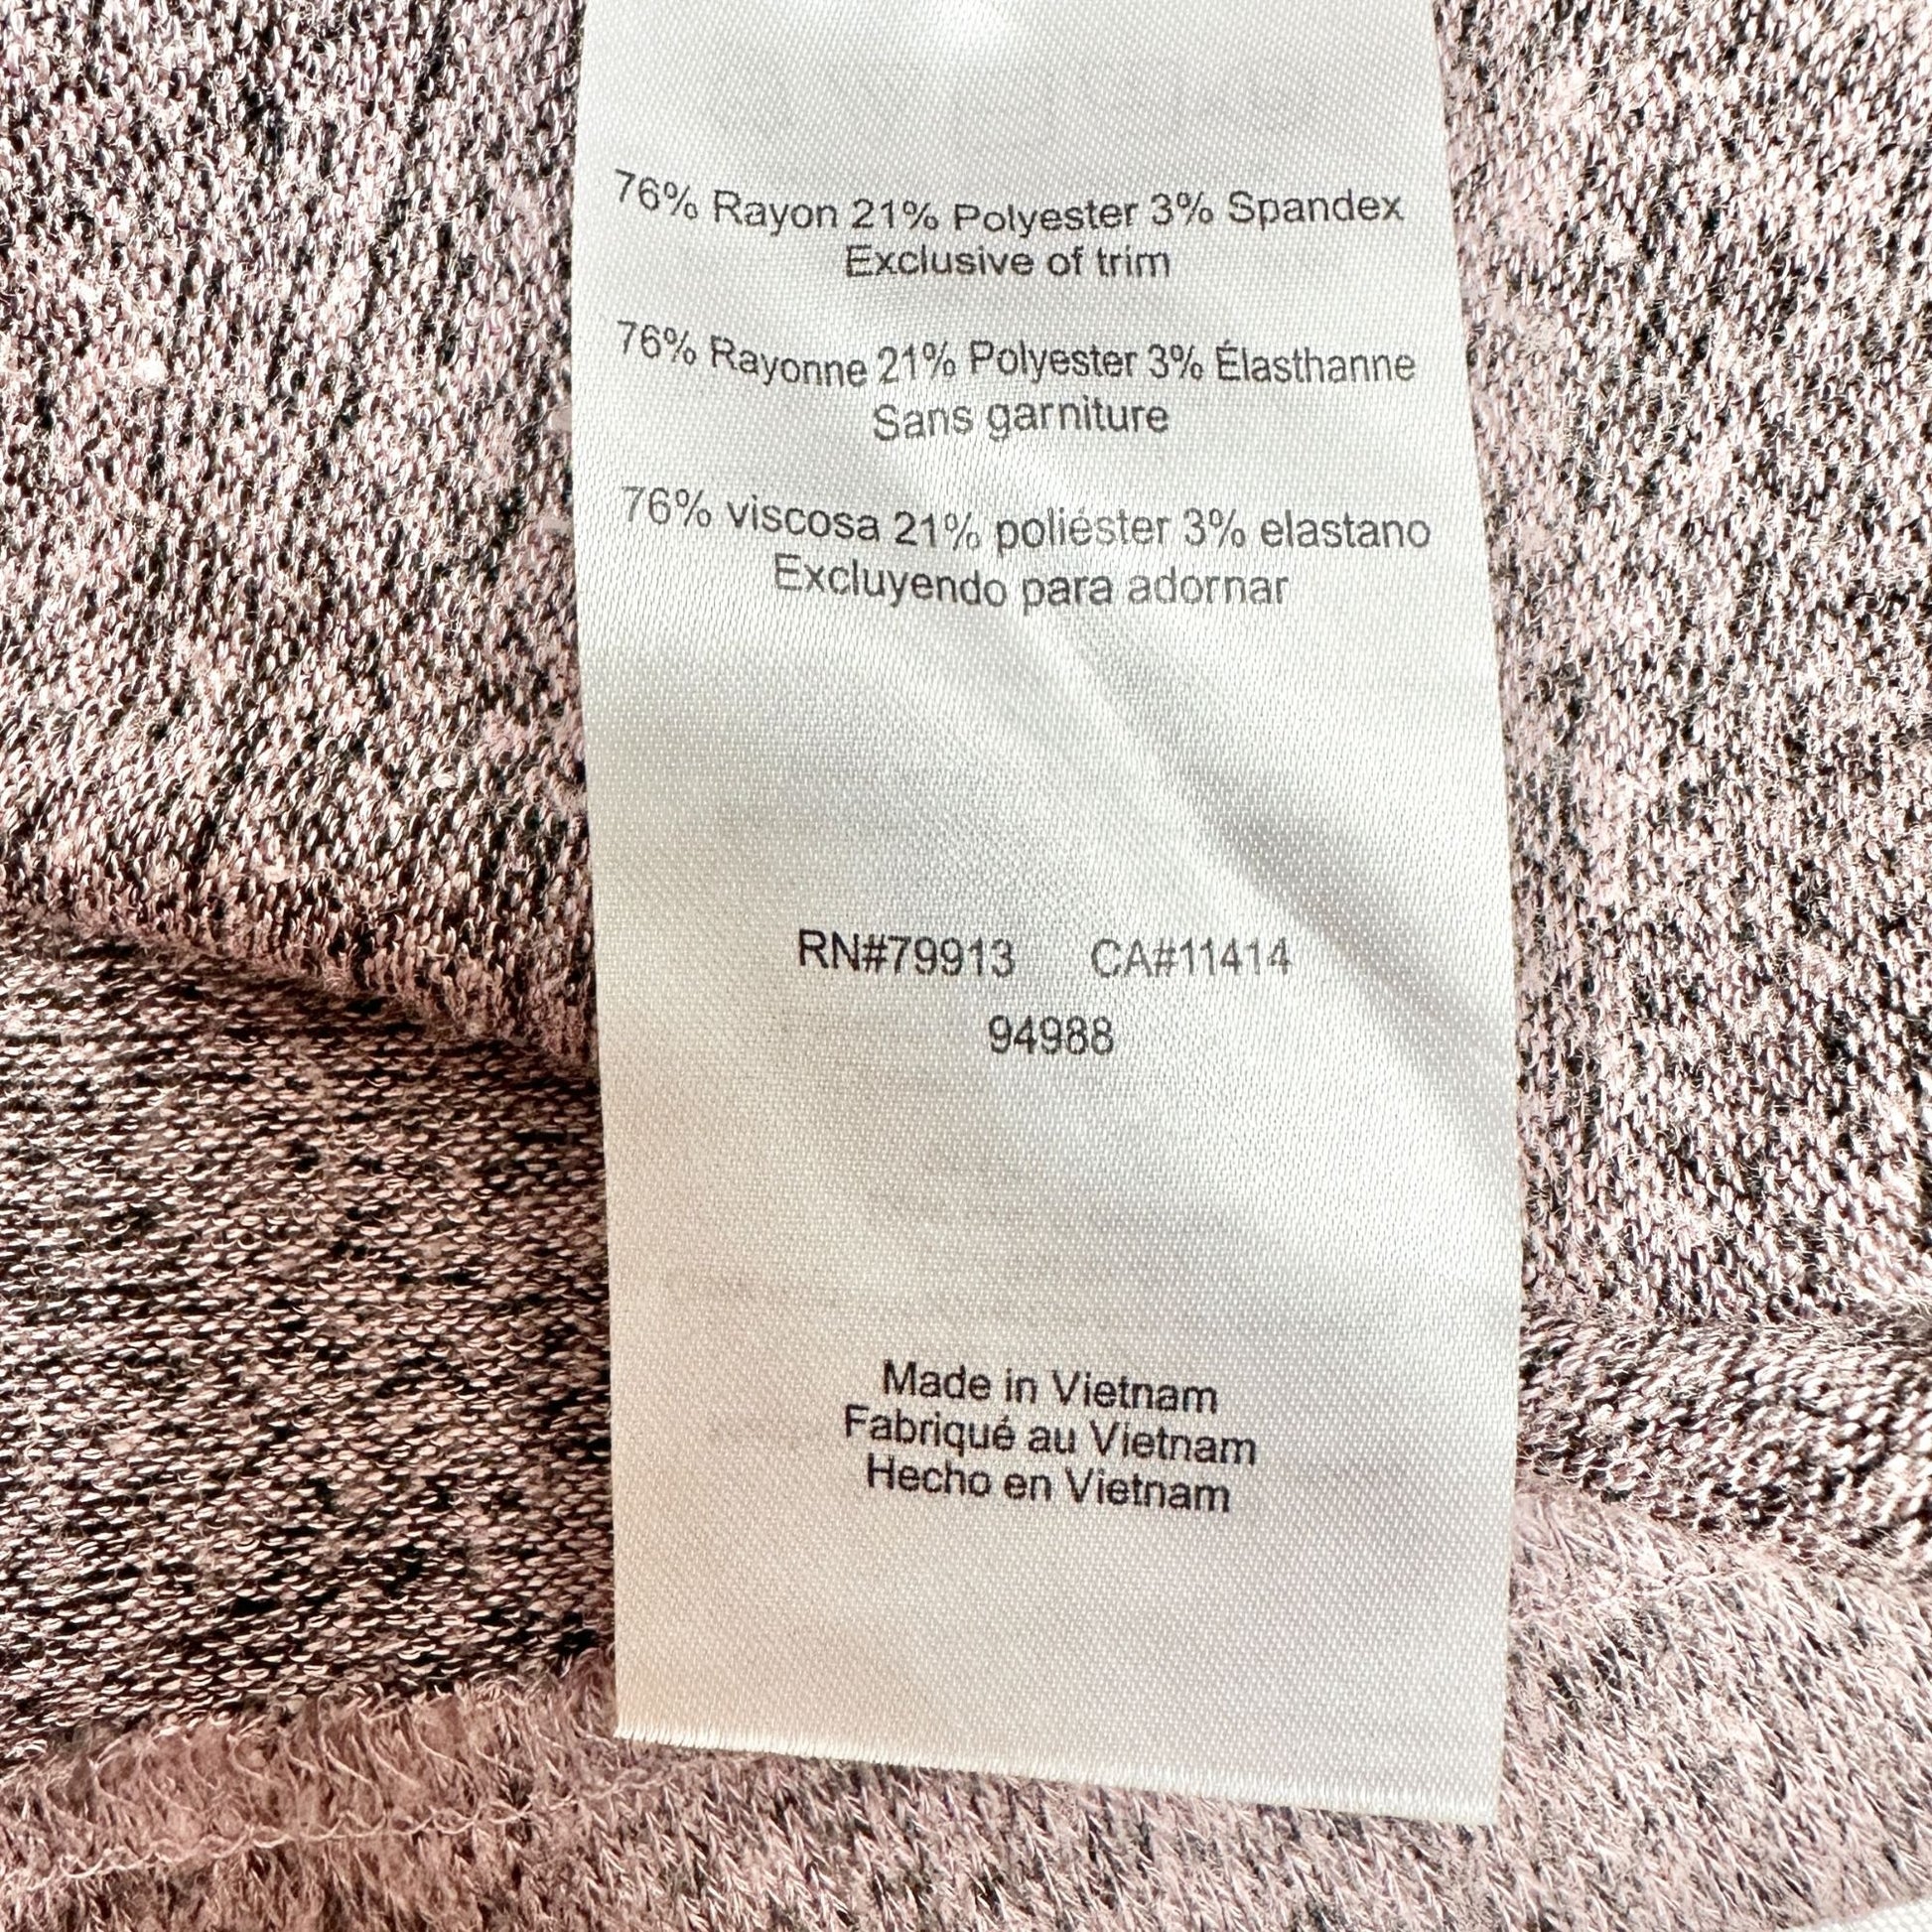 76% Rayon 21% Polyester 3% Spandex
Exclusive of trim
76% Rayonne 21% Polyester 3% Élasthanne
Sans garniture
76% viscosa 21% poliéster 3% elastano
Excluyendo para adornar
RN#79913 CA#11414
94988
Made in Vietnam
Fabriqué au Vietnam
Hecho en Vietnam